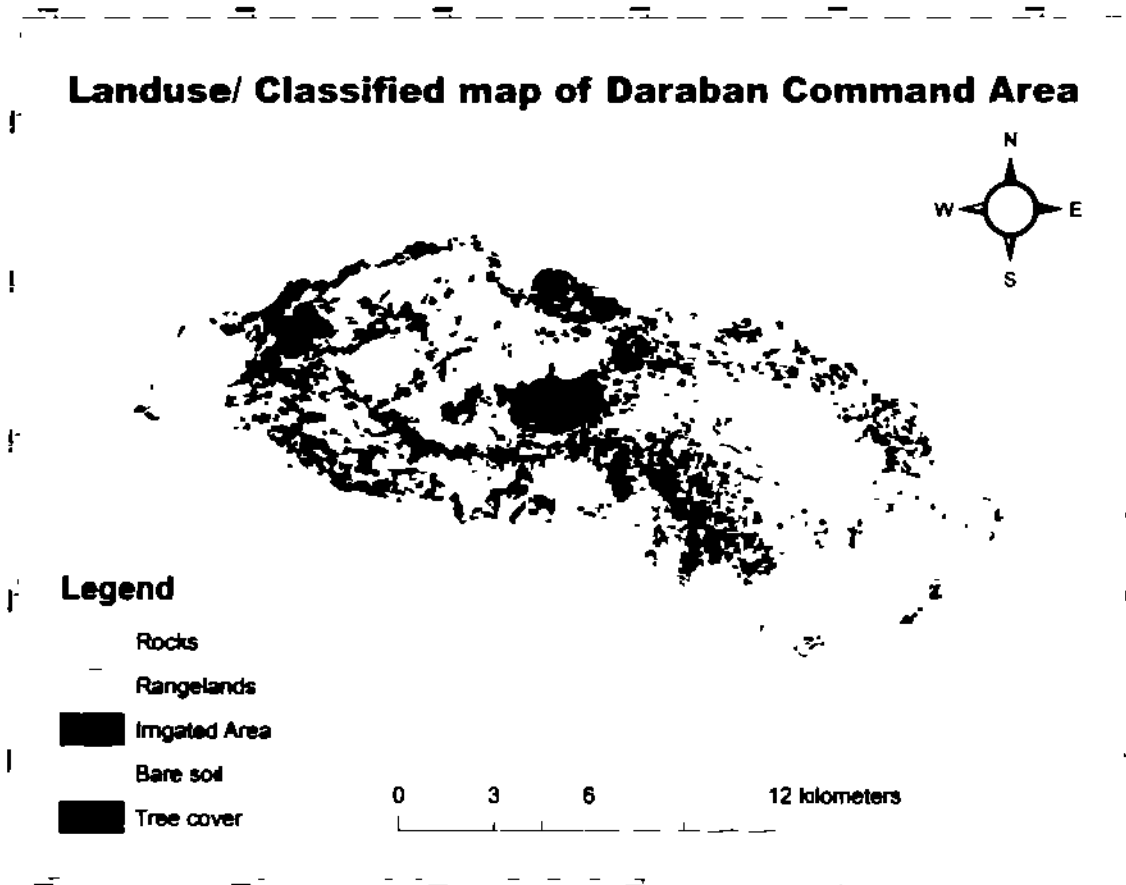 Landuse/ Classified map of Daraban Command Area
N
W E
S
Legend
Rocks
Rangelands
Irrigated Area
Bare soil
Tree cover
0 3 6 12 kilometers